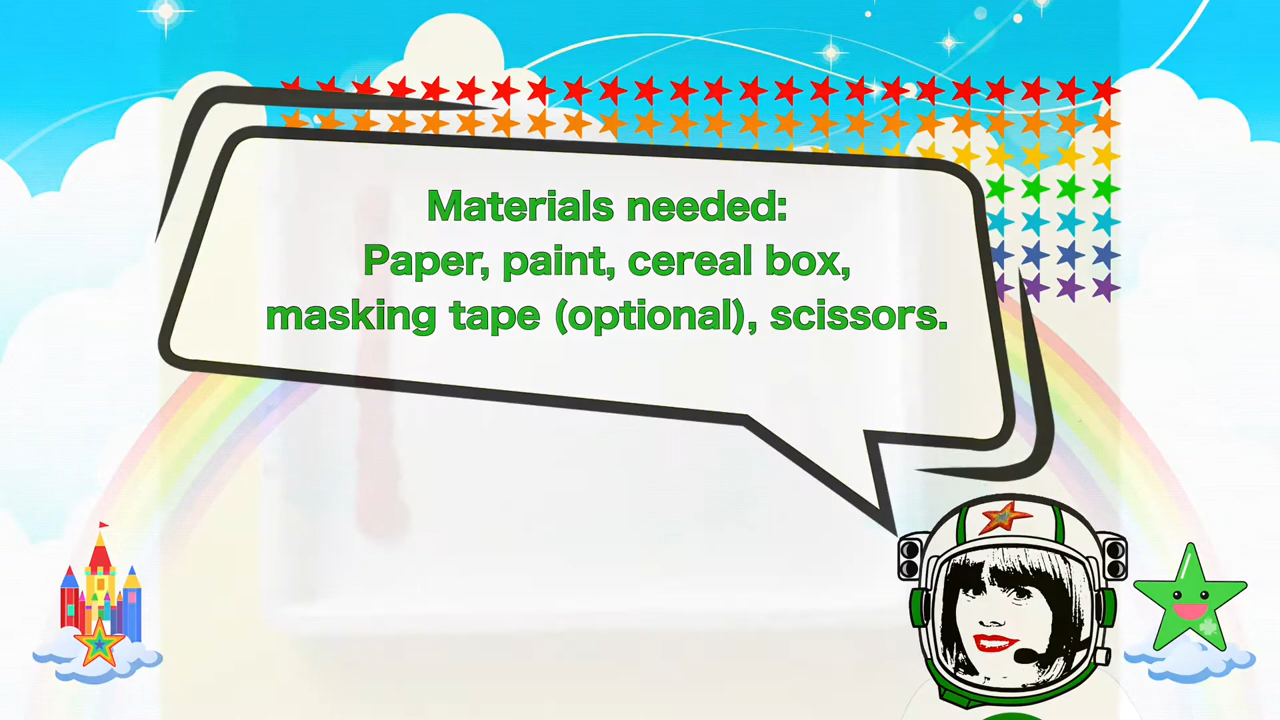 Materials needed:
Paper, paint, cereal box,
masking tape (optional), scissors.